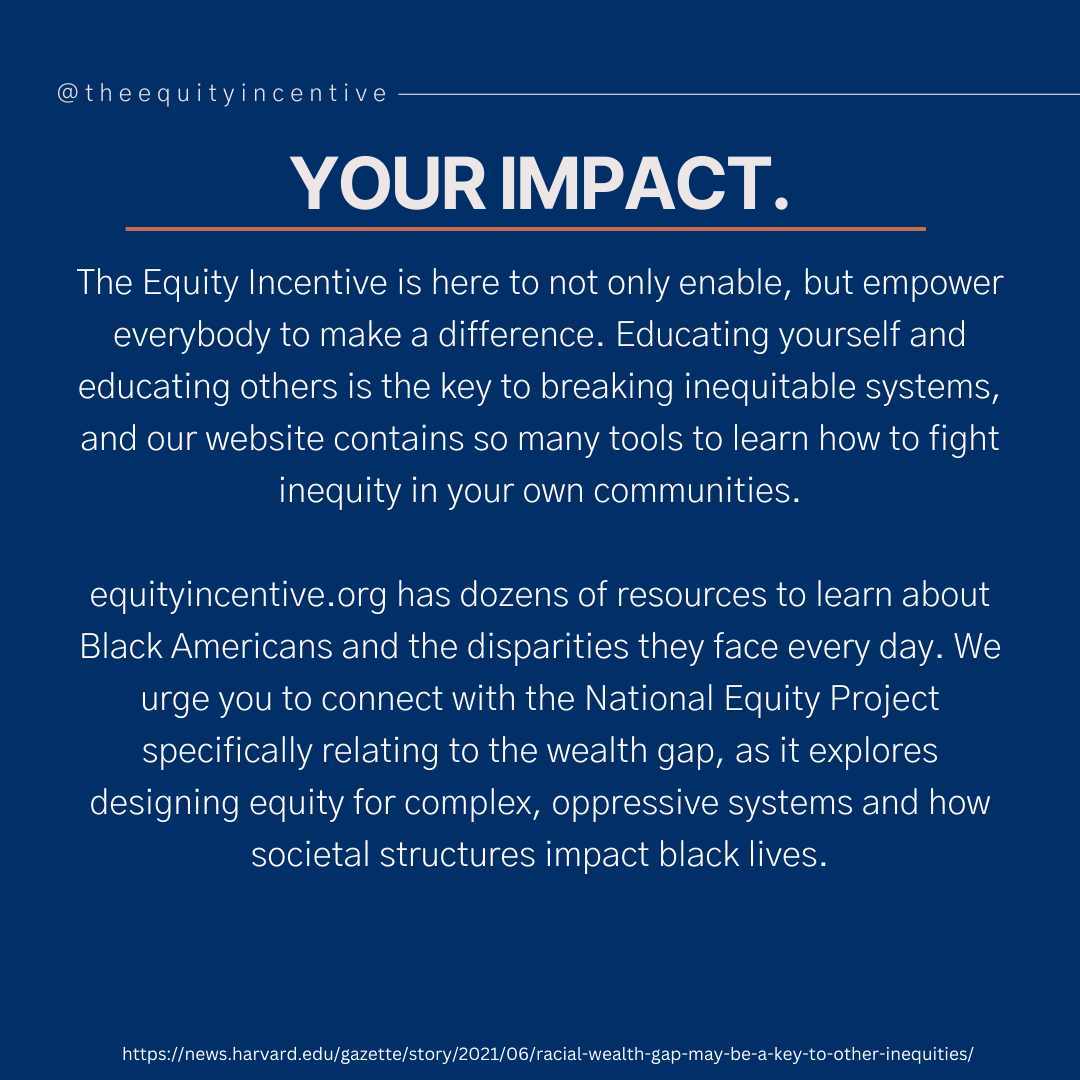 @theequityincentive
YOUR IMPACT.
The Equity Incentive is here to not only enable, but empower
everybody to make a difference. Educating yourself and
educating others is the key to breaking inequitable systems,
and our website contains so many tools to learn how to fight
inequity in your own communities.
equityincentive.org has dozens of resources to learn about
Black Americans and the disparities they face every day. We
urge you to connect with the National Equity Project
specifically relating to the wealth gap, as it explores
designing equity for complex, oppressive systems and how
societal structures impact black lives.
https://news.harvard.edu/gazette/story/2021/06/racial-wealth-gap-may-be-a-key-to-other-inequities/